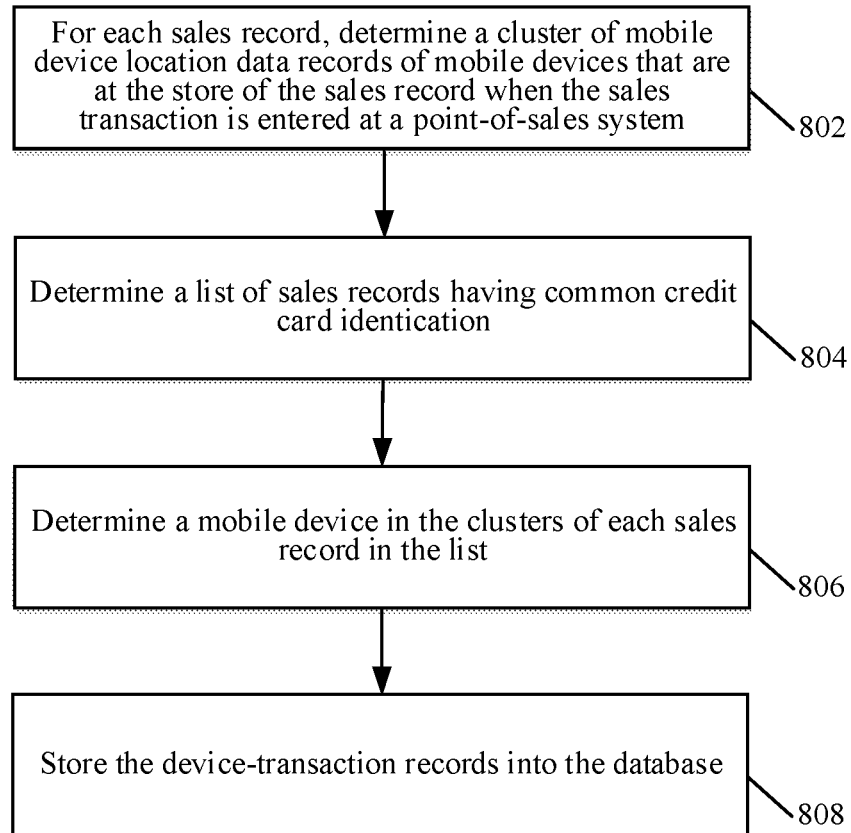 For each sales record, determine a cluster of mobile
device location data records of mobile devices that are
at the store of the sales record when the sales
transaction is entered at a point-of-sales system
802
Determine a list of sales records having common credit
card identication
804
Determine a mobile device in the clusters of each sales
record in the list
806
Store the device-transaction records into the database
808